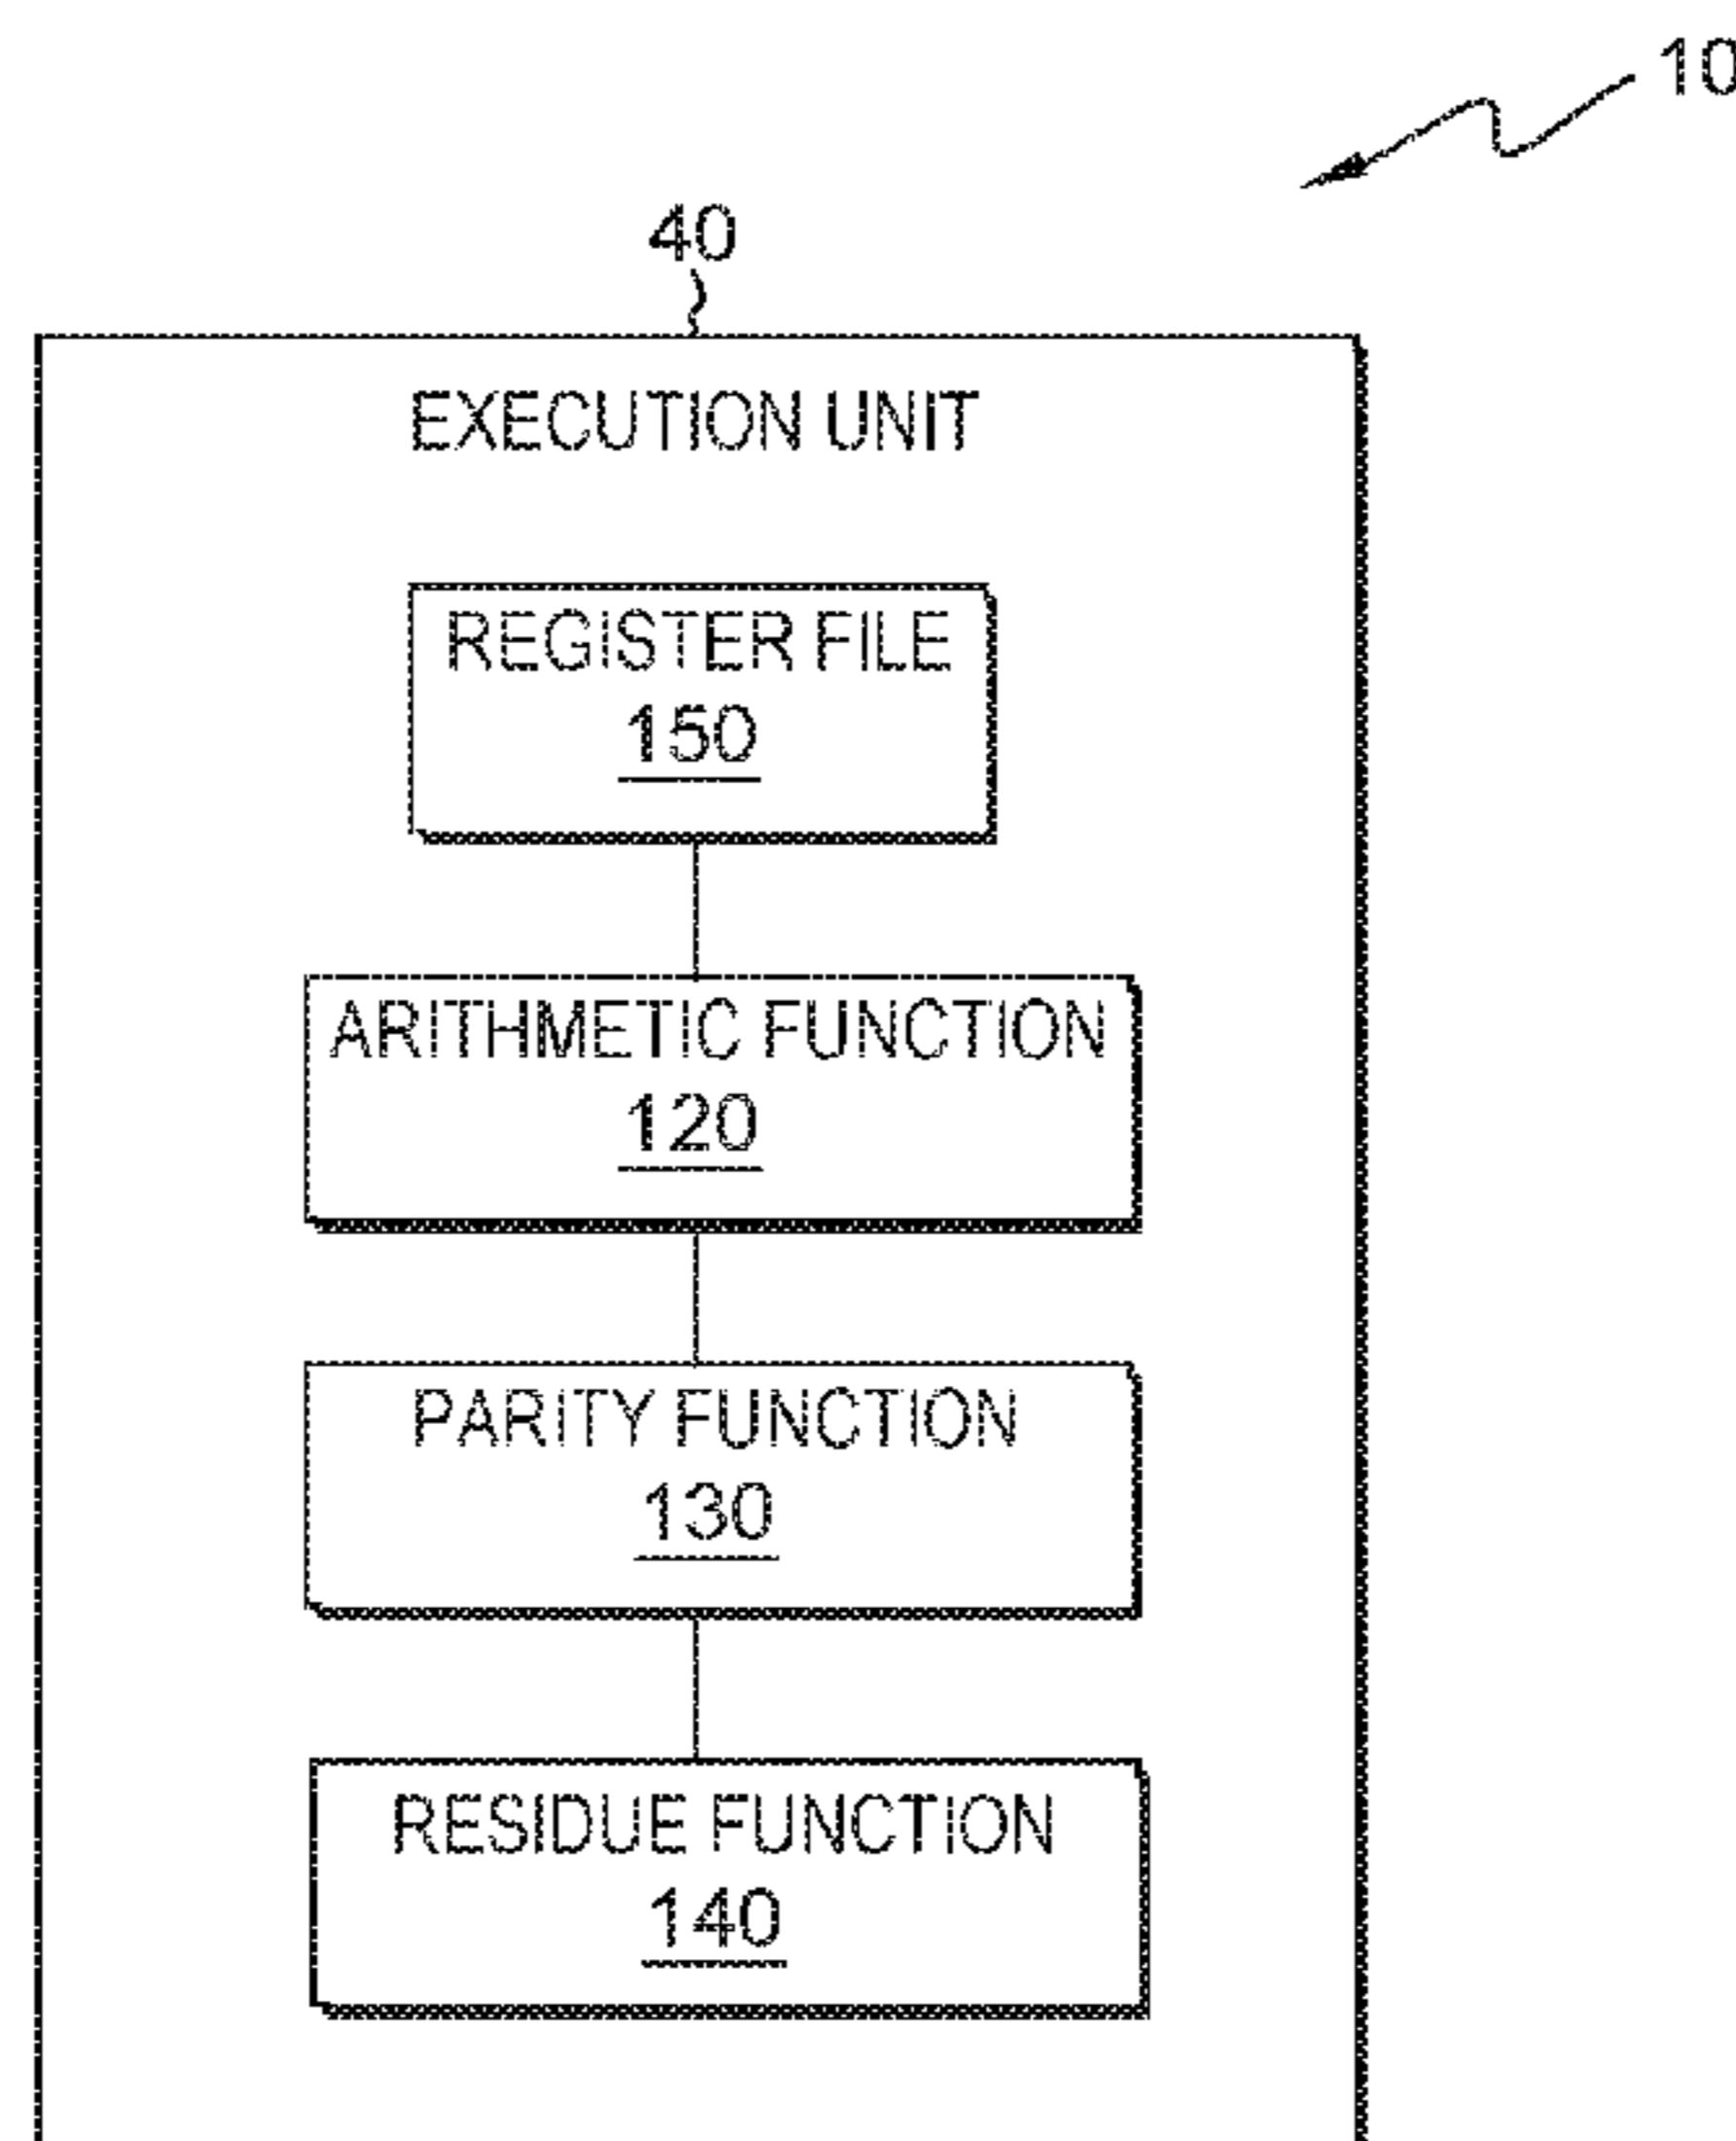 10
40
EXECUTION UNIT
REGISTER FILE
150
ARITHMETIC FUNCTION
120
PARITY FUNCTION
130
RESIDUE FUNCTION
140